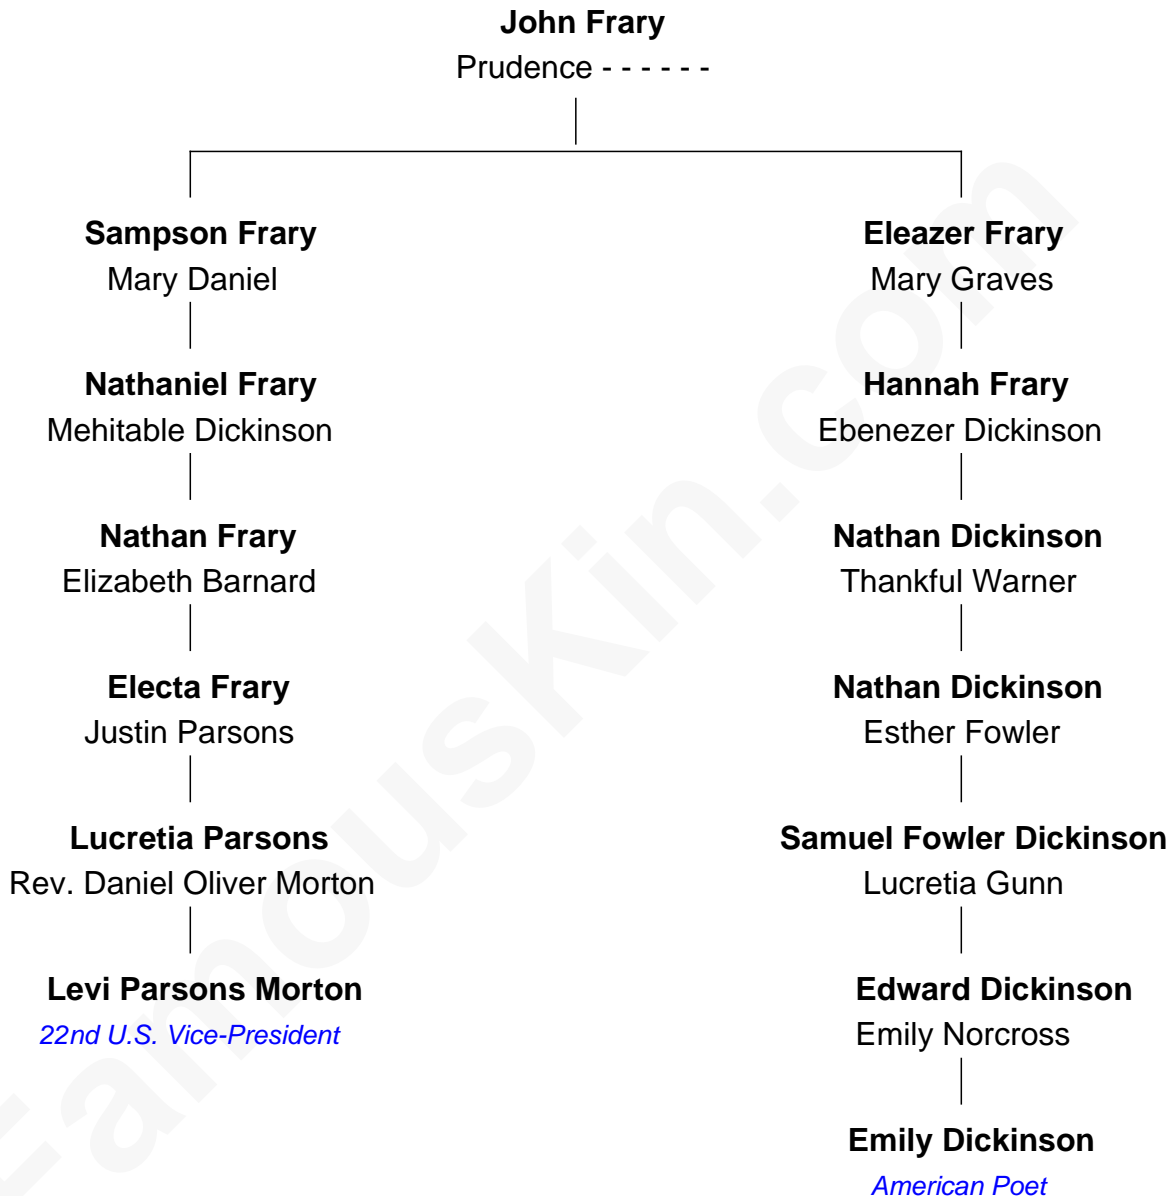 John Frary
Prudence - - - - - -
Sampson Frary
Mary Daniel
Eleazer Frary
Mary Graves
Nathaniel Frary
Mehitable Dickinson
Hannah Frary
Ebenezer Dickinson
Nathan Frary
Elizabeth Barnard
Nathan Dickinson
Thankful Warner
Electa Frary
Justin Parsons
Nathan Dickinson
Esther Fowler
Lucretia Parsons
Rev. Daniel Oliver Morton
Samuel Fowler Dickinson
Lucretia Gunn
Levi Parsons Morton
22nd U.S. Vice-President
Edward Dickinson
Emily Norcross
Emily Dickinson
American Poet
FamousKin.com